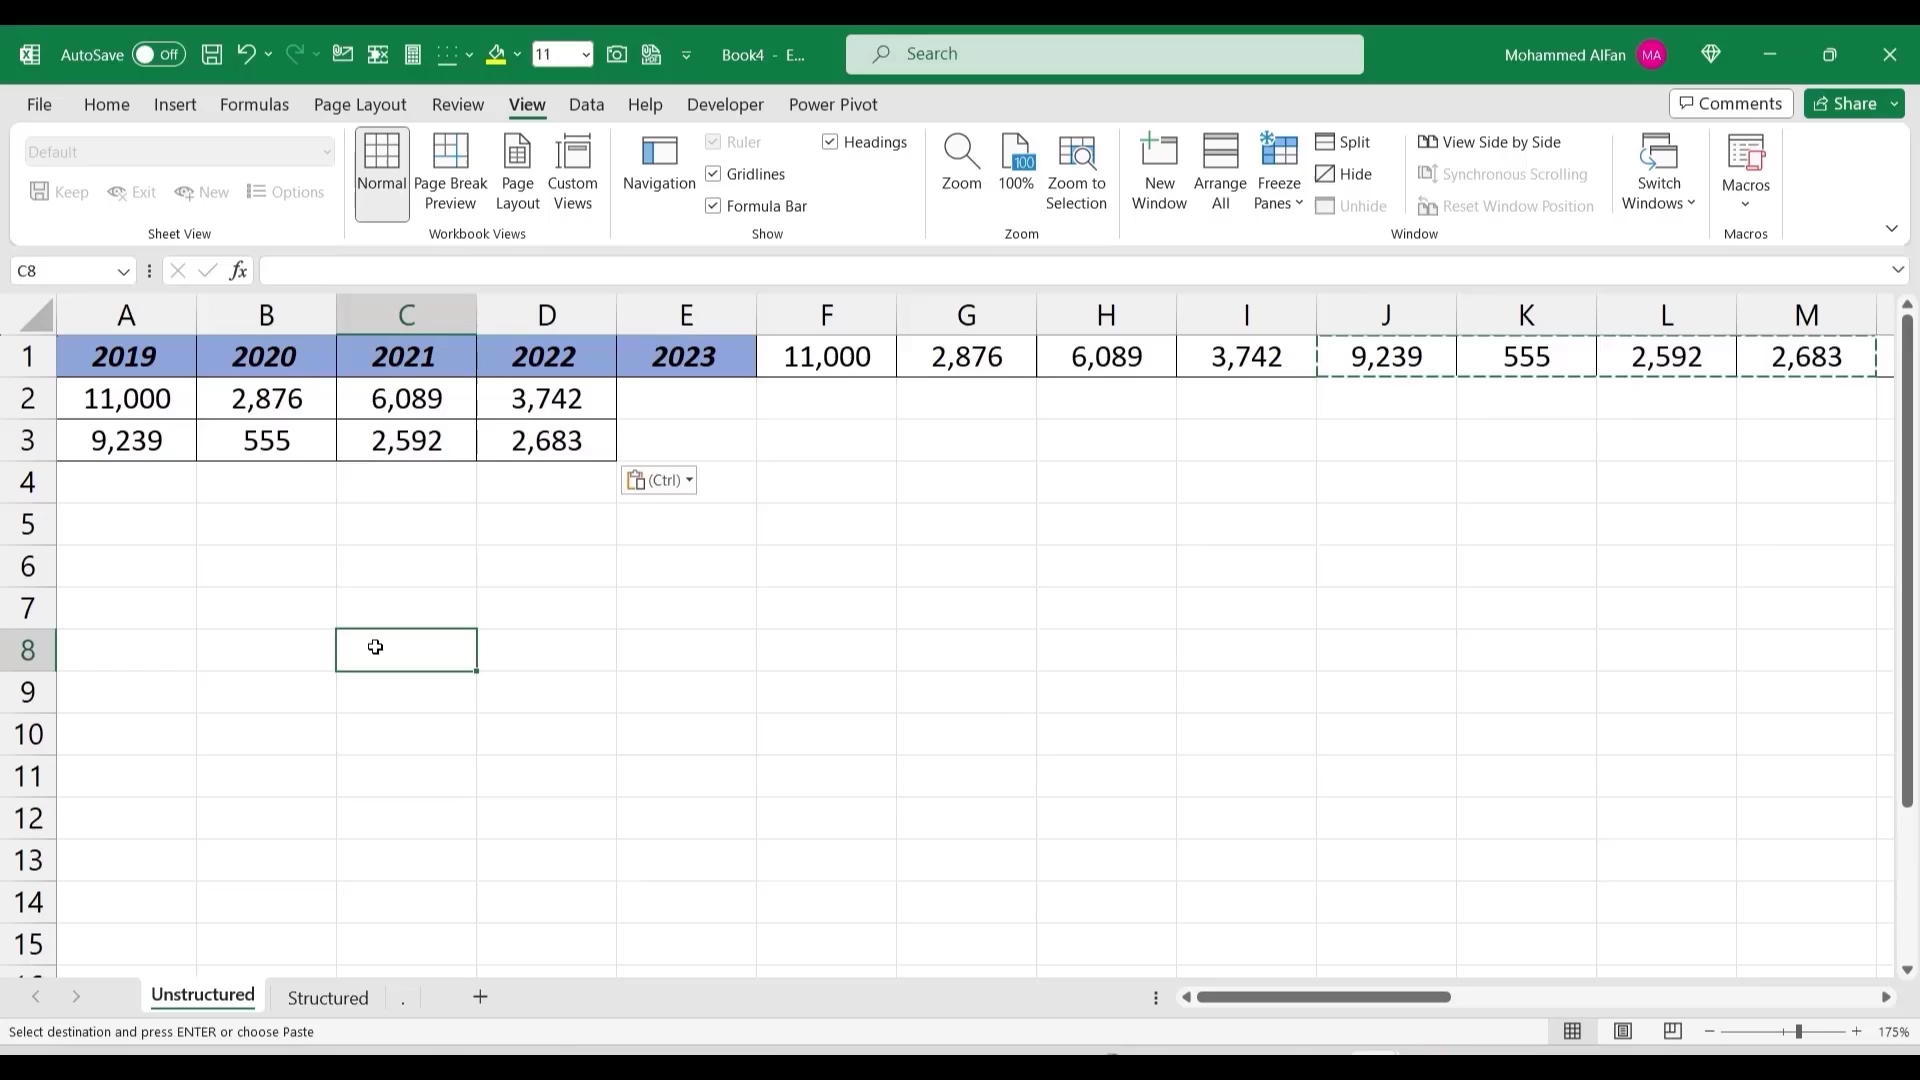 AutoSave Off 11 Book4 - E... Search Mohammed AlFan MA
File Home Insert Formulas Page Layout Review View Data Help Developer Power Pivot Comments Share
Default
Keep Exit New Options
Sheet View
Normal Page Break Preview Page Layout Custom Views
Workbook Views
Navigation Ruler Gridlines Formula Bar Headings
Show
Zoom 100 100% Zoom to Selection
Zoom
New Window Arrange All Freeze Panes Split Hide Unhide View Side by Side Synchronous Scrolling Reset Window Position Switch Windows
Window
Macros
Macros
C8 fx
A B C D E F G H I J K L M
1 2019 2020 2021 2022 2023 11,000 2,876 6,089 3,742 9,239 555 2,592 2,683
2 11,000 2,876 6,089 3,742
3 9,239 555 2,592 2,683
4 (Ctrl)
5
6
7
8
9
10
11
12
13
14
15
Unstructured Structured . +
Select destination and press ENTER or choose Paste 175%